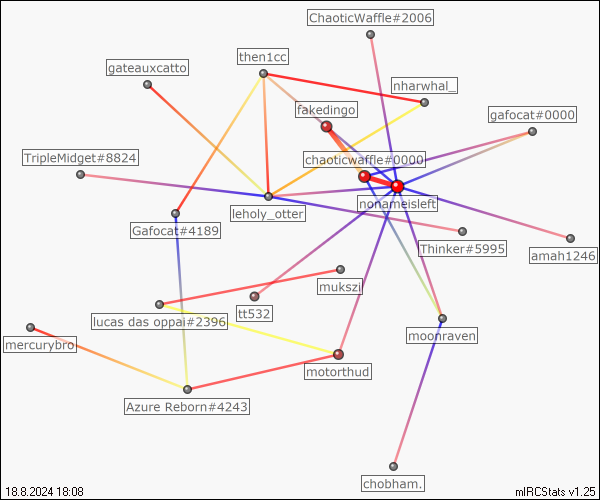 ChaoticWaffle#2006
then1cc
gateauxcatto
nharwhal_
fakedingo
gafocat#0000
TripleMidget#8824
chaoticwaffle#0000
nonameisleft
leholy_otter
Gafocat#4189
Thinker#5995
amah1246
mukszi
tt532
lucas das oppai#2396
moonraven
mercurybro
motorthud
Azure Reborn#4243
chobham.
18.8.2024 18:08
mIRCStats v1.25